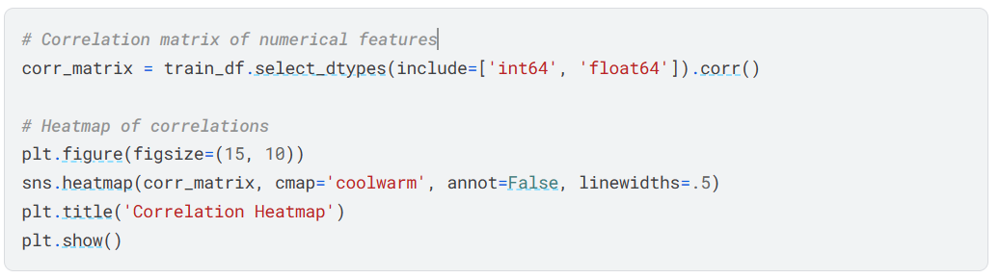 # Correlation matrix of numerical features
corr_matrix = train_df.select_dtypes(include=['int64', 'float64']).corr()
# Heatmap of correlations
plt.figure(figsize=(15, 10))
sns.heatmap(corr_matrix, cmap='coolwarm', annot=False, linewidths=.5)
plt.title('Correlation Heatmap')
plt.show()